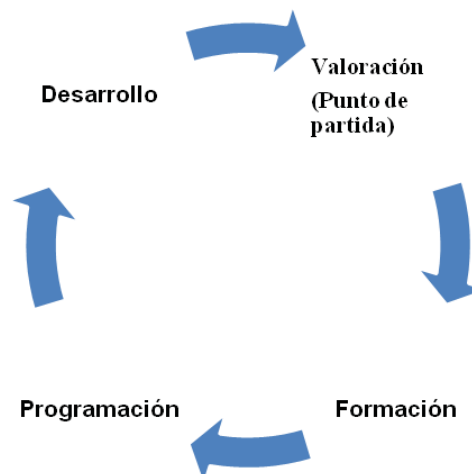 Desarrollo
Valoración
(Punto de
partida)
Programación
Formación